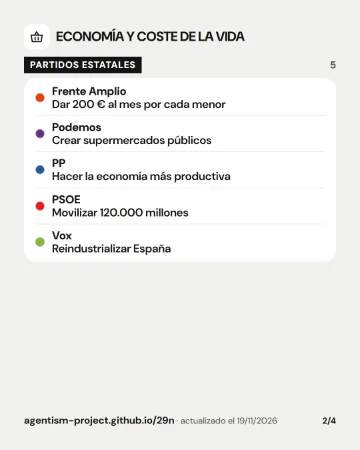 ECONOMÍA Y COSTE DE LA VIDA
PARTIDOS ESTATALES 5
Frente Amplio
Dar 200 € al mes por cada menor
Podemos
Crear supermercados públicos
PP
Hacer la economía más productiva
PSOE
Movilizar 120.000 millones
Vox
Reindustrializar España
agentism-project.github.io/29n · actualizado el 19/11/2026 2/4